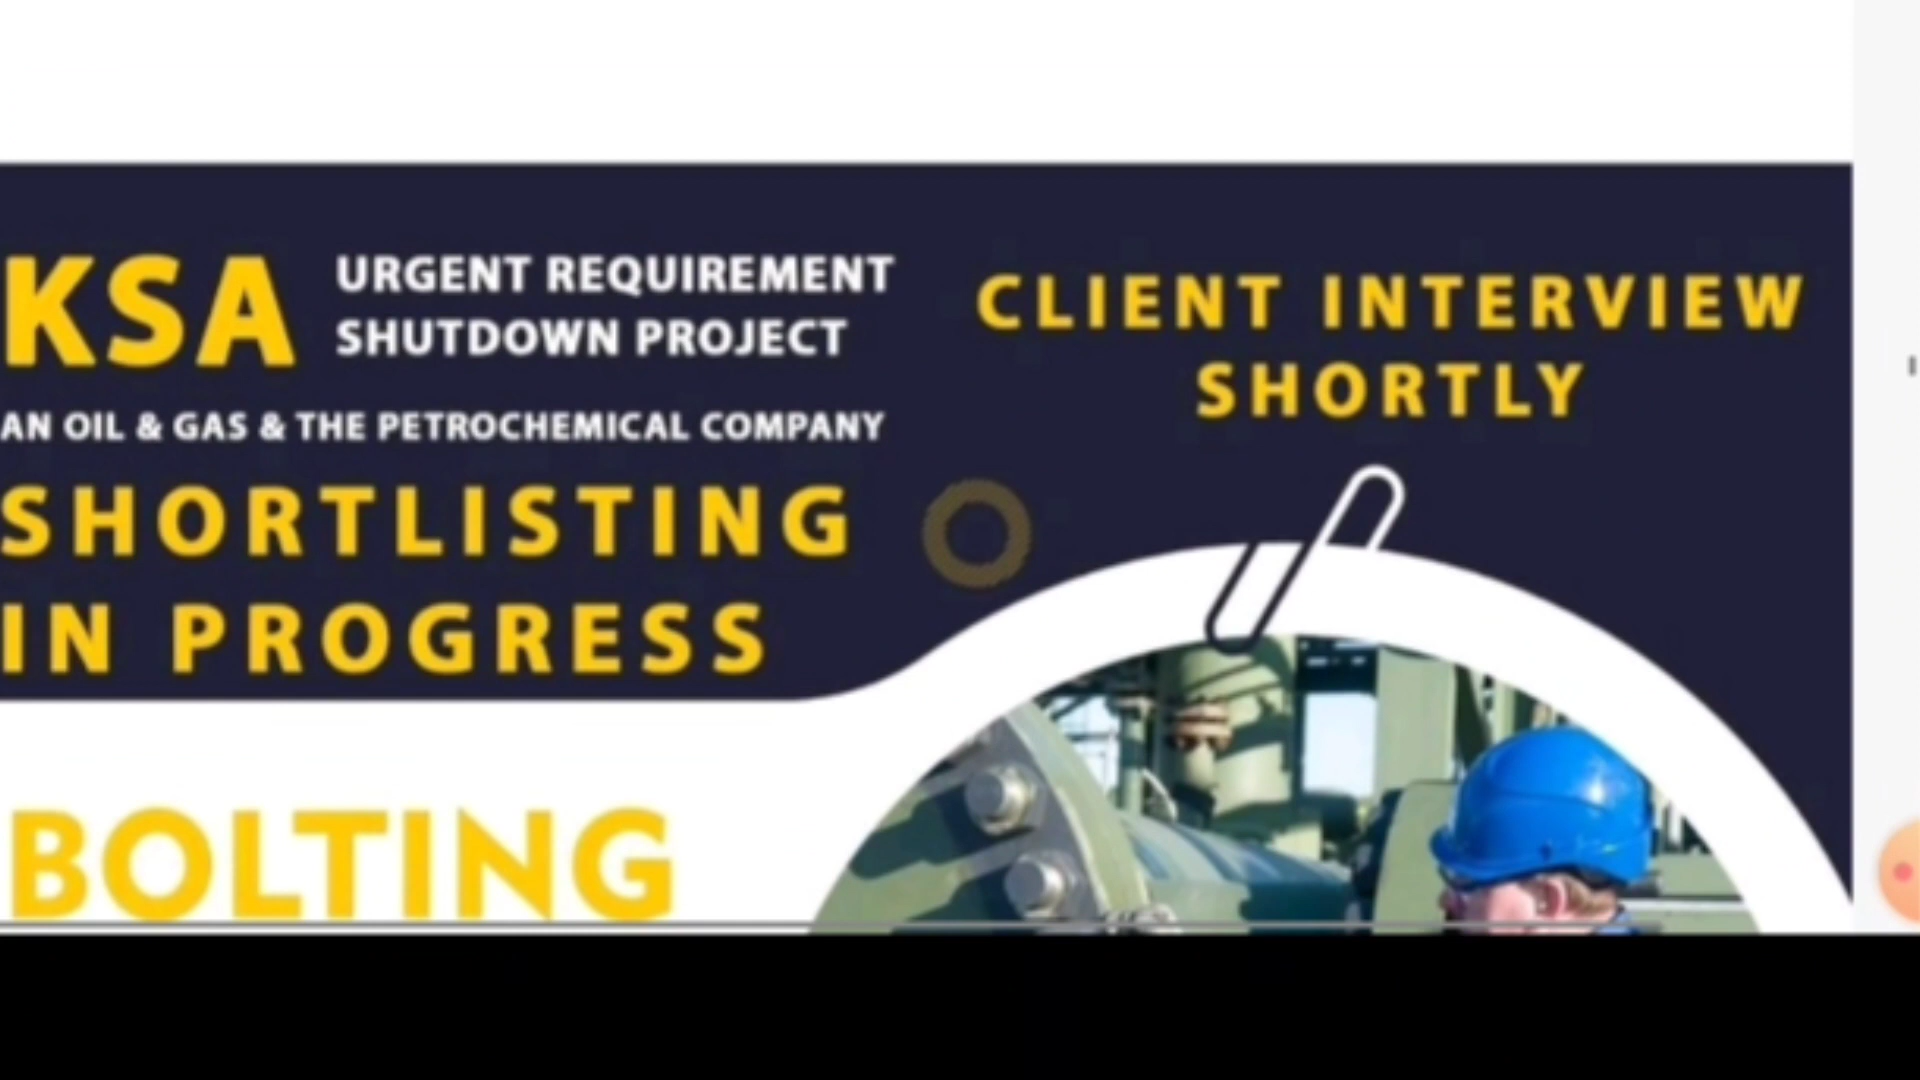 KSA
URGENT REQUIREMENT
SHUTDOWN PROJECT
AN OIL & GAS & THE PETROCHEMICAL COMPANY
SHORTLISTING
IN PROGRESS
CLIENT INTERVIEW
SHORTLY
BOLTING